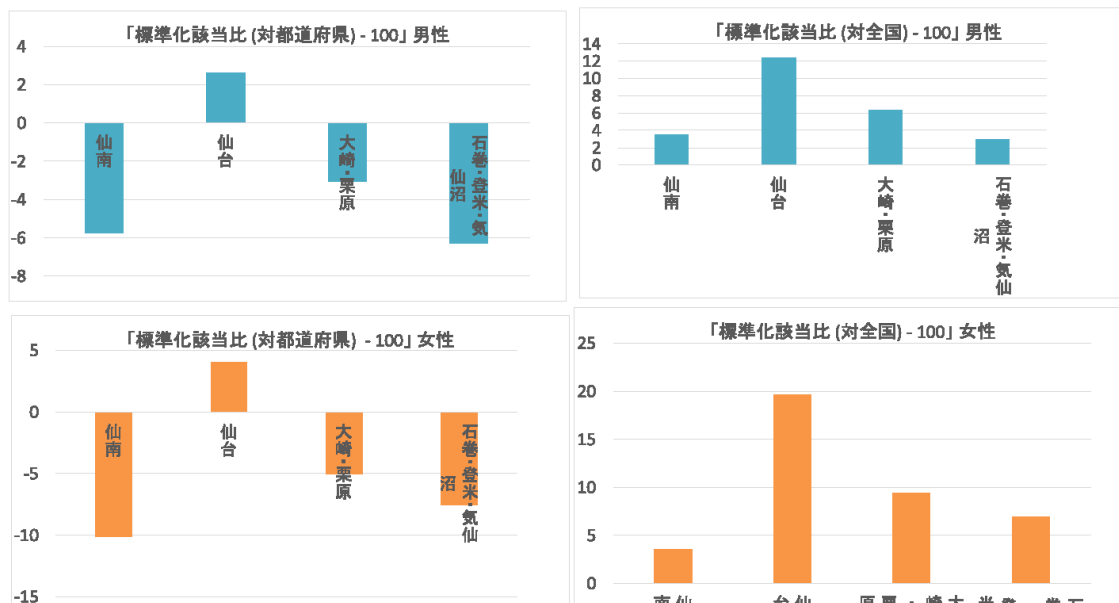 「標準化該当比 (対都道府県) - 100」 男性
4
2
0
-2
-4
-6
-8
仙南
仙台
大崎・栗原
石巻・登米・気
仙沼
「標準化該当比 (対全国) - 100」 男性
14
12
10
8
6
4
2
0
仙南
仙台
大崎・栗原
石巻・登米・気仙
沼
「標準化該当比 (対都道府県) - 100」 女性
5
0
-5
-10
-15
仙南
仙台
大崎・栗原
石巻・登米・気仙
沼
「標準化該当比 (対全国) - 100」 女性
25
20
15
10
5
0
仙南
仙台